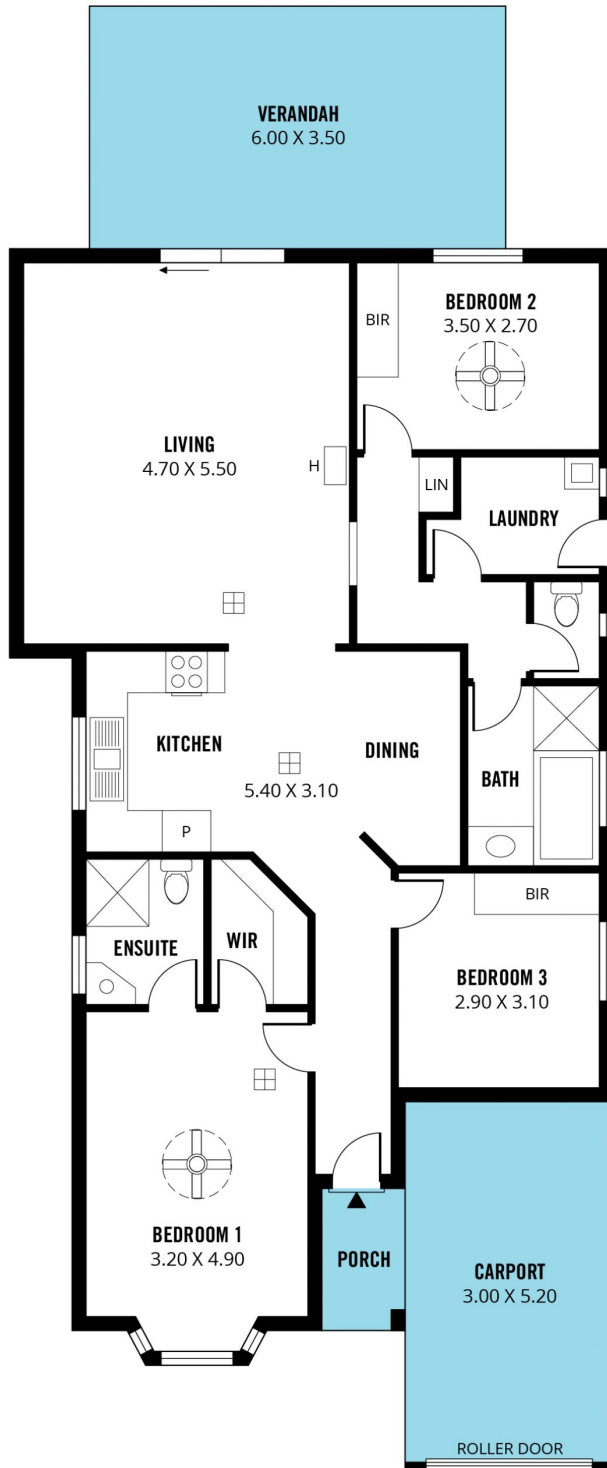 VERANDAH
6.00 X 3.50
BIR
BEDROOM 2
3.50 X 2.70
LIVING
4.70 X 5.50
H
LIN
LAUNDRY
KITCHEN
DINING
5.40 X 3.10
BATH
P
ENSUITE
WIR
BIR
BEDROOM 3
2.90 X 3.10
BEDROOM 1
3.20 X 4.90
PORCH
CARPORT
3.00 X 5.20
ROLLER DOOR